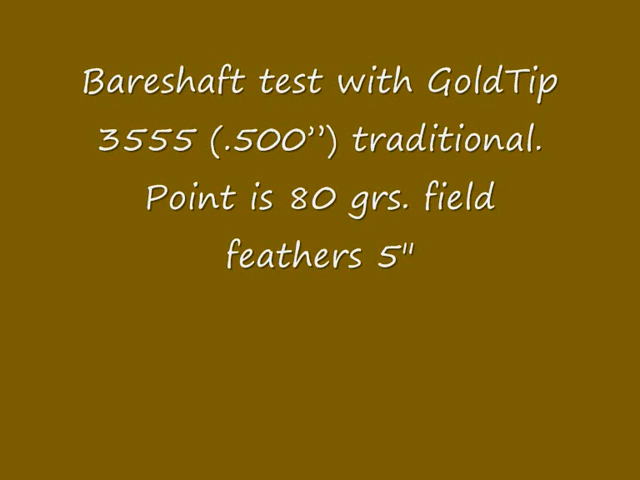 Bareshaft test with GoldTip
3555 (.500’’) traditional.
Point is 80 grs. field
feathers 5"